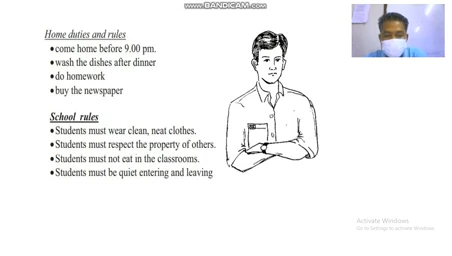 www.BANDICAM.com
Home duties and rules
•come home before 9.00 pm.
•wash the dishes after dinner
•do homework
•buy the newspaper
School rules
•Students must wear clean, neat clothes.
•Students must respect the property of others.
•Students must not eat in the classrooms.
•Students must be quiet entering and leaving
Activate Windows
Go to Settings to activate Windows.